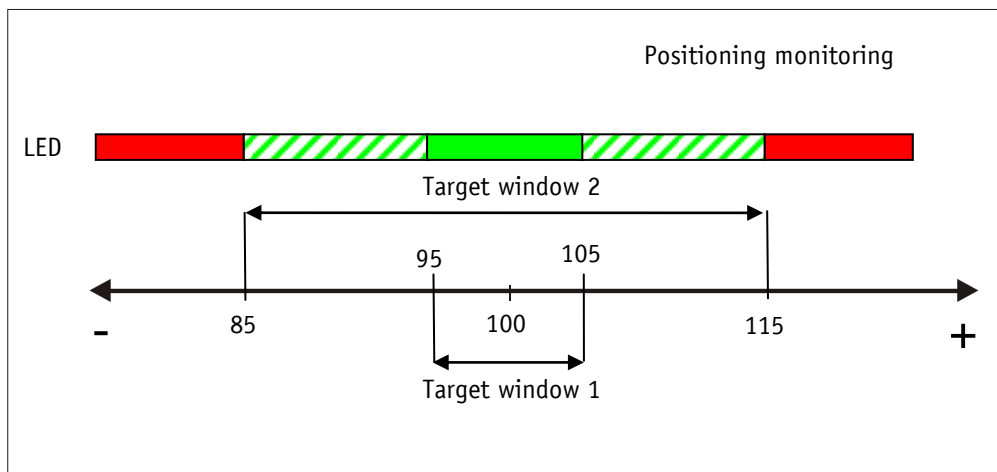 Positioning monitoring
LED
Target window 2
95
105
-
85
100
115
+
Target window 1